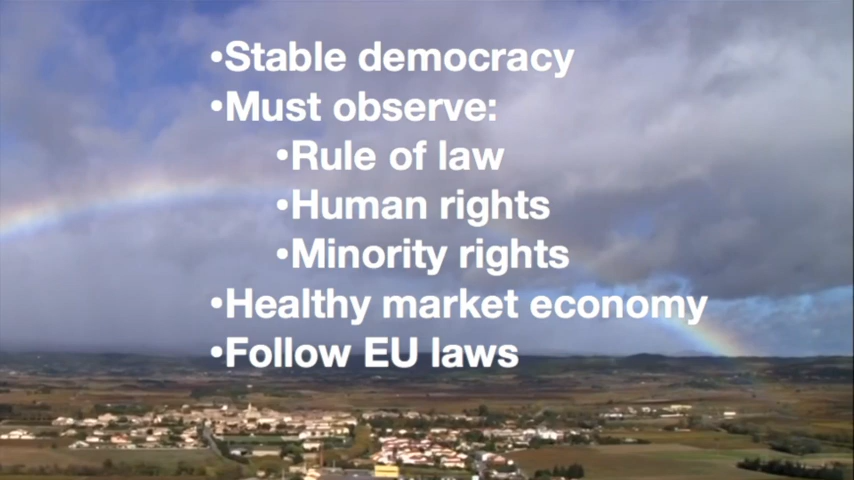 •Stable democracy
•Must observe:
•Rule of law
•Human rights
•Minority rights
•Healthy market economy
•Follow EU laws